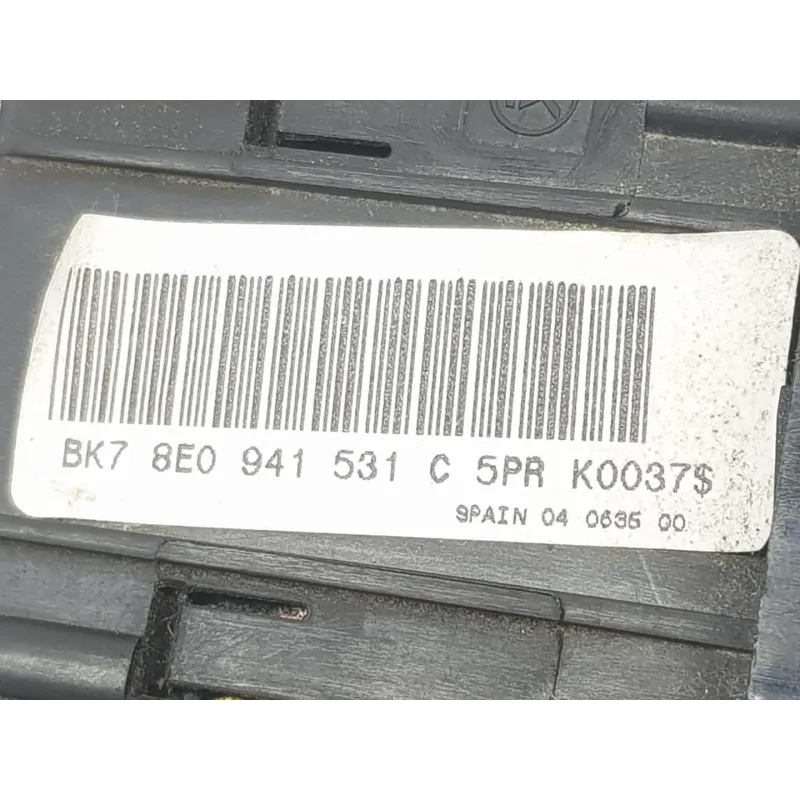 BK7 8E0 941 531 C 5PR K0037$
SPAIN 04 0635 00